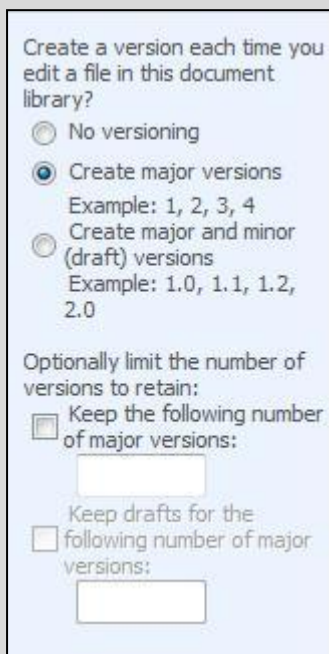 Create a version each time you
edit a file in this document
library?
No versioning
Create major versions
Example: 1, 2, 3, 4
Create major and minor
(draft) versions
Example: 1.0, 1.1, 1.2,
2.0
Optionally limit the number of
versions to retain:
Keep the following number
of major versions:
Keep drafts for the
following number of major
versions: